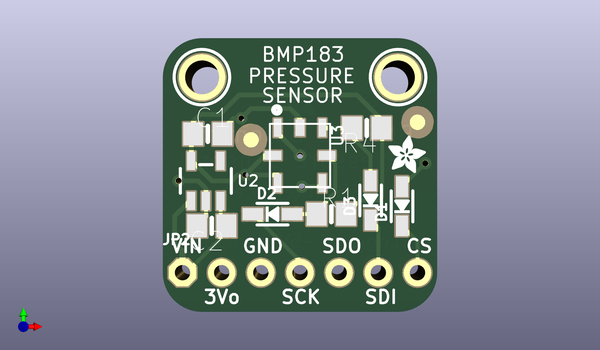 BMP183
PRESSURE
SENSOR
C1
R4
U3
U2
D2
R1
D3
D1
JP2
C2
VIN
GND
SDO
CS
3Vo
SCK
SDI